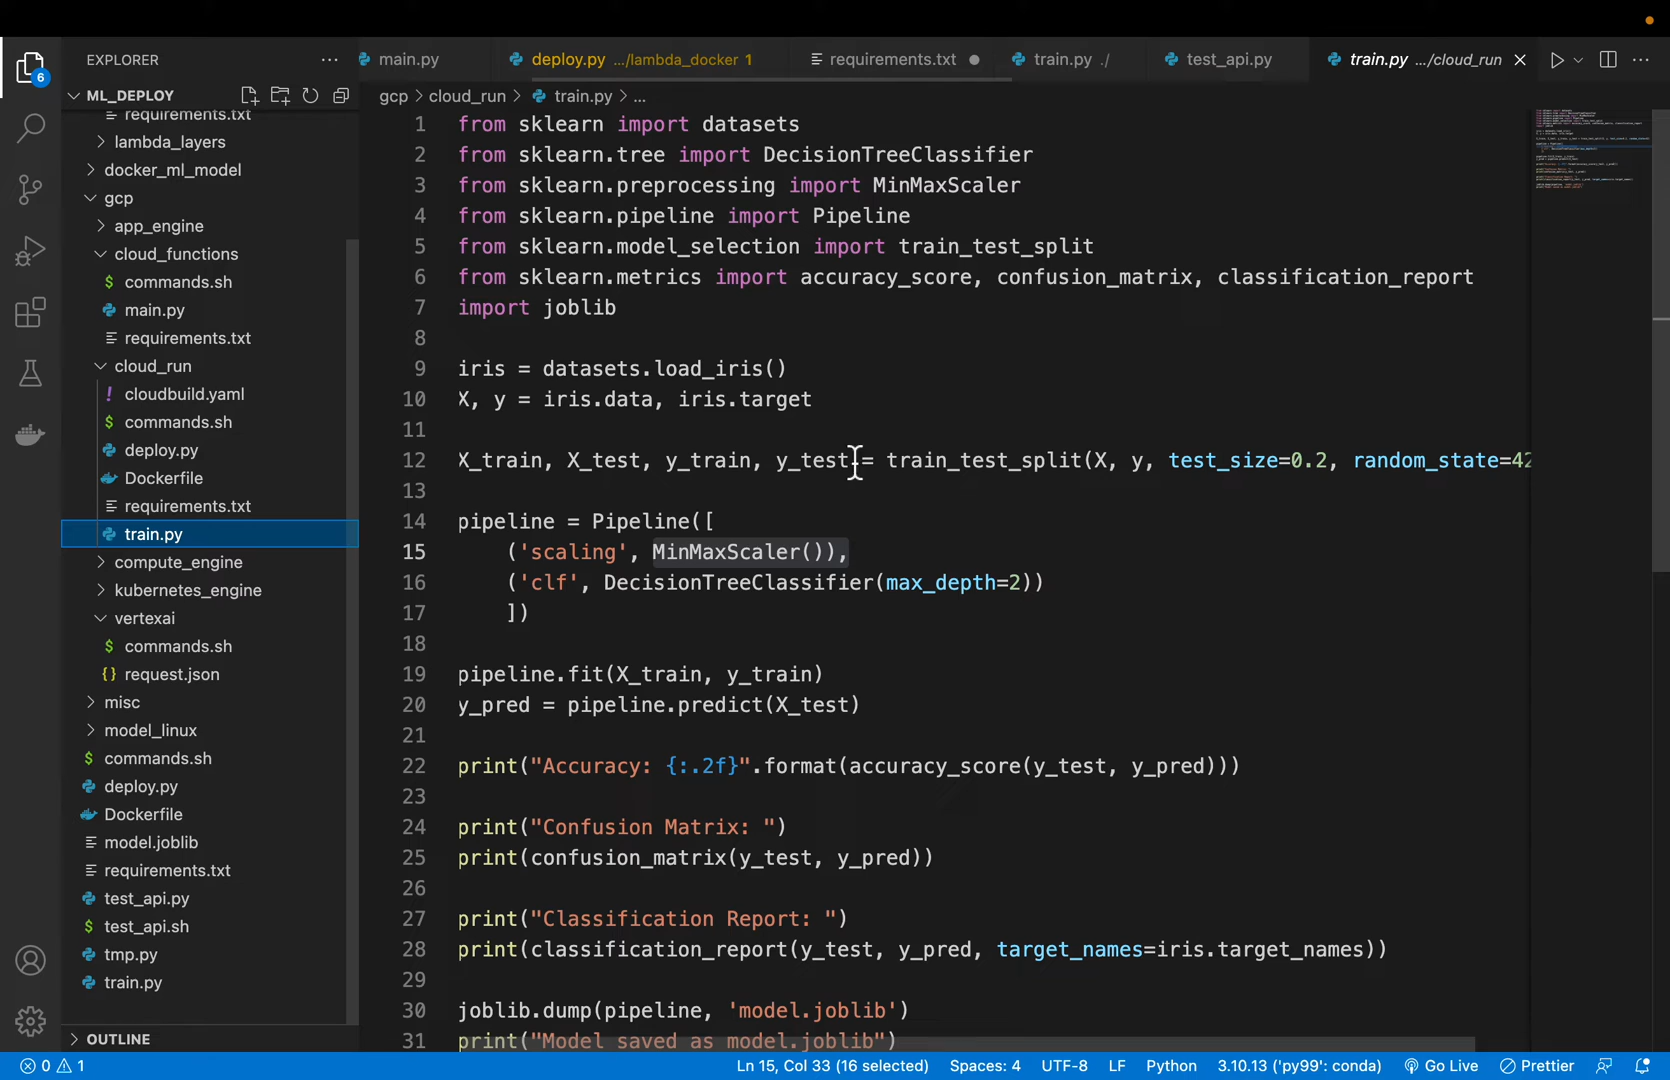 EXPLORER
main.py
deploy.py .../lambda_docker 1
requirements.txt
train.py ./
test_api.py
train.py .../cloud_run
6
ML_DEPLOY
gcp > cloud_run > train.py > ...
requirements.txt
lambda_layers
docker_ml_model
gcp
app_engine
cloud_functions
commands.sh
main.py
requirements.txt
cloud_run
cloudbuild.yaml
commands.sh
deploy.py
Dockerfile
requirements.txt
train.py
compute_engine
kubernetes_engine
vertexai
commands.sh
request.json
misc
model_linux
commands.sh
deploy.py
Dockerfile
model.joblib
requirements.txt
test_api.py
test_api.sh
tmp.py
train.py
OUTLINE
1 from sklearn import datasets
2 from sklearn.tree import DecisionTreeClassifier
3 from sklearn.preprocessing import MinMaxScaler
4 from sklearn.pipeline import Pipeline
5 from sklearn.model_selection import train_test_split
6 from sklearn.metrics import accuracy_score, confusion_matrix, classification_report
7 import joblib
8
9 iris = datasets.load_iris()
10 X, y = iris.data, iris.target
11
12 X_train, X_test, y_train, y_test = train_test_split(X, y, test_size=0.2, random_state=42
13
14 pipeline = Pipeline([
15 ('scaling', MinMaxScaler()),
16 ('clf', DecisionTreeClassifier(max_depth=2))
17 ])
18
19 pipeline.fit(X_train, y_train)
20 y_pred = pipeline.predict(X_test)
21
22 print("Accuracy: {:.2f}".format(accuracy_score(y_test, y_pred)))
23
24 print("Confusion Matrix: ")
25 print(confusion_matrix(y_test, y_pred))
26
27 print("Classification Report: ")
28 print(classification_report(y_test, y_pred, target_names=iris.target_names))
29
30 joblib.dump(pipeline, 'model.joblib')
31 print("Model saved as model.joblib")
0 1 Ln 15, Col 33 (16 selected) Spaces: 4 UTF-8 LF Python 3.10.13 ('py99': conda) Go Live Prettier